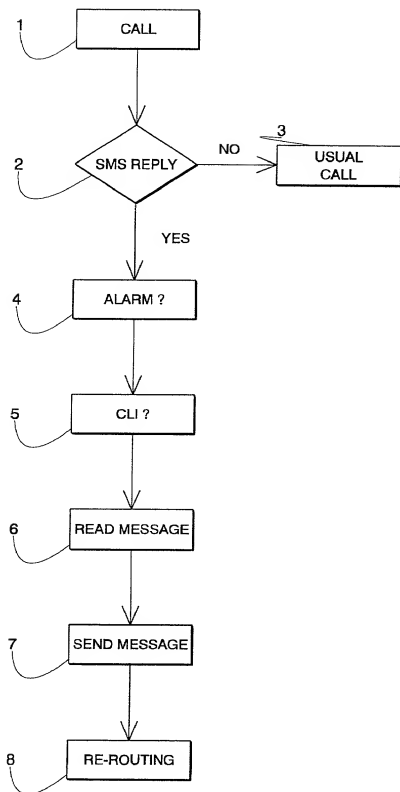 1
CALL
2
SMS REPLY
NO
3
USUAL
CALL
YES
4
ALARM ?
5
CLI ?
6
READ MESSAGE
7
SEND MESSAGE
8
RE-ROUTING